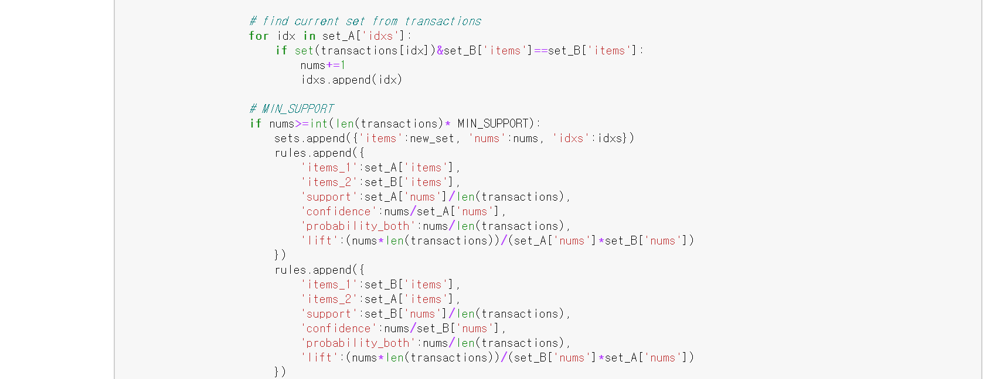 # find current set from transactions
for idx in set_A['idxs']:
if set(transactions[idx])&set_B['items']==set_B['items']:
nums+=1
idxs.append(idx)
# MIN_SUPPORT
if nums>=int(len(transactions)* MIN_SUPPORT):
sets.append({'items':new_set, 'nums':nums, 'idxs':idxs})
rules.append({
'items_1':set_A['items'],
'items_2':set_B['items'],
'support':set_A['nums']/len(transactions),
'confidence':nums/set_A['nums'],
'probability_both':nums/len(transactions),
'lift':(nums*len(transactions))/(set_A['nums']*set_B['nums'])
})
rules.append({
'items_1':set_B['items'],
'items_2':set_A['items'],
'support':set_B['nums']/len(transactions),
'confidence':nums/set_B['nums'],
'probability_both':nums/len(transactions),
'lift':(nums*len(transactions))/(set_B['nums']*set_A['nums'])
})